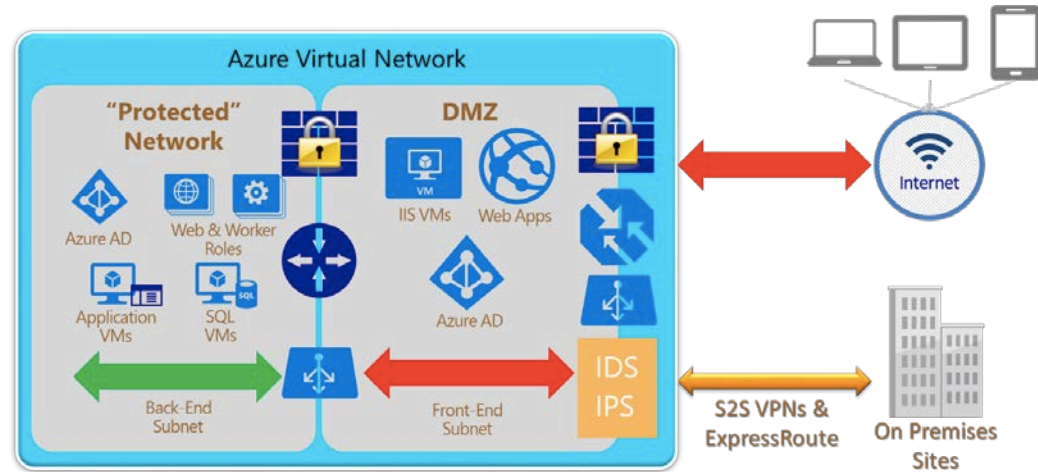 Azure Virtual Network
“Protected”
Network
Azure AD
Web & Worker
Roles
Application
VMs
SQL
SQL
VMs
Back-End
Subnet
DMZ
VM
IIS VMs
Web Apps
Azure AD
Front-End
Subnet
IDS
IPS
Internet
S2S VPNs &
ExpressRoute
On Premises
Sites